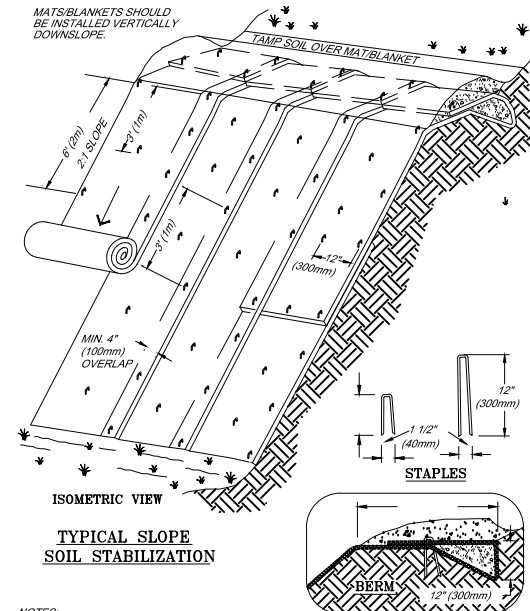 MATS/BLANKETS SHOULD
BE INSTALLED VERTICALLY
DOWNSLOPE.
TAMP SOIL OVER MAT/BLANKET
6' (2m)
2:1 SLOPE
3' (1m)
3' (1m)
12"
(300mm)
MIN. 4"
(100mm)
OVERLAP
12"
(300mm)
1 1/2"
(40mm)
STAPLES
ISOMETRIC VIEW
TYPICAL SLOPE
SOIL STABILIZATION
BERM
12" (300mm)
NOTES: